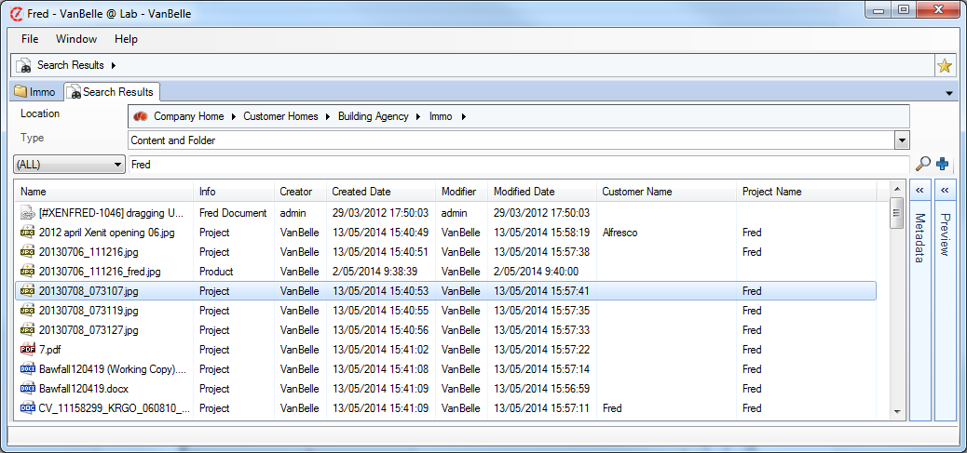 Fred - VanBelle @ Lab - VanBelle
File Window Help
Search Results
Immo Search Results
Location Company Home Customer Homes Building Agency Immo
Type Content and Folder
(ALL) Fred
Name Info Creator Created Date Modifier Modified Date Customer Name Project Name
[#XENFRED-1046] dragging U... Fred Document admin 29/03/2012 17:50:03 admin 29/03/2012 17:50:03
2012 april Xenit opening 06.jpg Project VanBelle 13/05/2014 15:40:49 VanBelle 13/05/2014 15:58:19 Alfresco Fred
20130706_111216.jpg Project VanBelle 13/05/2014 15:40:51 VanBelle 13/05/2014 15:57:38 Fred
20130706_111216_fred.jpg Product VanBelle 2/05/2014 9:38:39 VanBelle 2/05/2014 9:40:00
20130708_073107.jpg Project VanBelle 13/05/2014 15:40:53 VanBelle 13/05/2014 15:57:41 Fred
20130708_073119.jpg Project VanBelle 13/05/2014 15:40:55 VanBelle 13/05/2014 15:57:35 Fred
20130708_073127.jpg Project VanBelle 13/05/2014 15:40:56 VanBelle 13/05/2014 15:57:33 Fred
7.pdf Project VanBelle 13/05/2014 15:41:02 VanBelle 13/05/2014 15:57:22 Fred
Bawfall120419 (Working Copy).... Project VanBelle 13/05/2014 15:41:08 VanBelle 13/05/2014 15:57:14 Fred
Bawfall120419.docx Project VanBelle 13/05/2014 15:41:09 VanBelle 13/05/2014 15:56:59 Fred
CV_11158299_KRGO_060810_... Project VanBelle 13/05/2014 15:41:09 VanBelle 13/05/2014 15:57:11 Fred Fred
Metadata
Preview